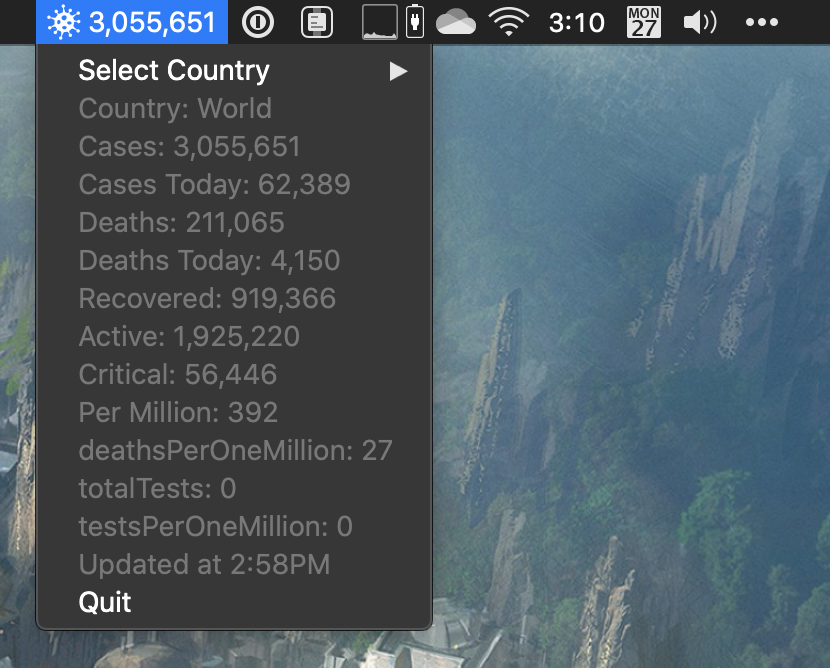 3,055,651
3:10
MON
27
Select Country
Country: World
Cases: 3,055,651
Cases Today: 62,389
Deaths: 211,065
Deaths Today: 4,150
Recovered: 919,366
Active: 1,925,220
Critical: 56,446
Per Million: 392
deathsPerOneMillion: 27
totalTests: 0
testsPerOneMillion: 0
Updated at 2:58PM
Quit